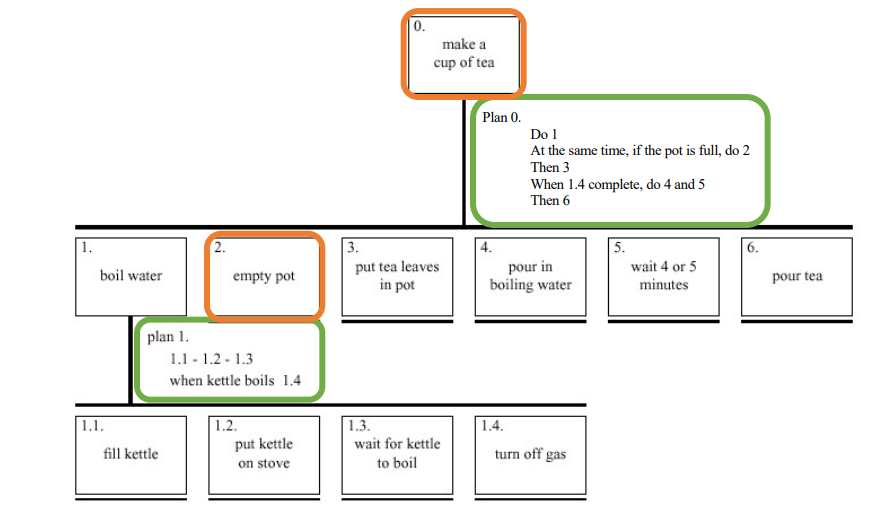 0.
make a
cup of tea
Plan 0.
Do 1
At the same time, if the pot is full, do 2
Then 3
When 1.4 complete, do 4 and 5
Then 6
1.
boil water
2.
empty pot
3.
put tea leaves
in pot
4.
pour in
boiling water
5.
wait 4 or 5
minutes
6.
pour tea
plan 1.
1.1 - 1.2 - 1.3
when kettle boils 1.4
1.1.
fill kettle
1.2.
put kettle
on stove
1.3.
wait for kettle
to boil
1.4.
turn off gas